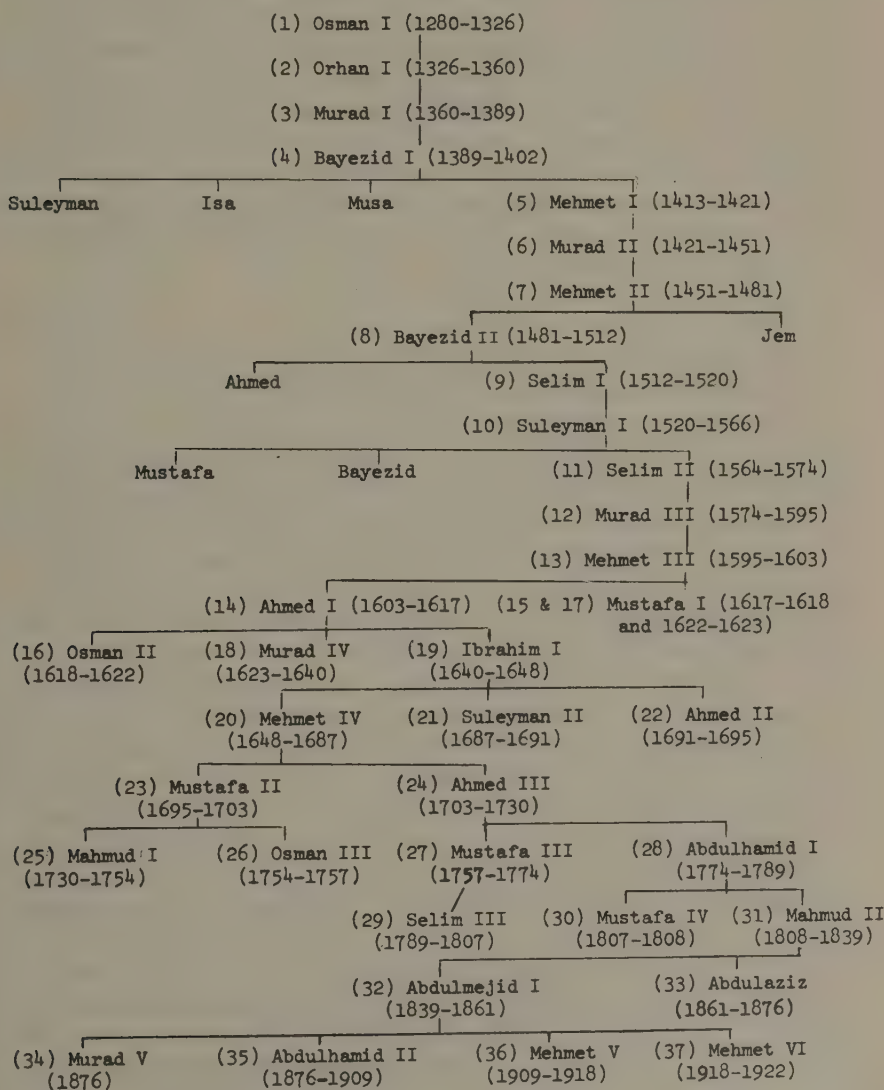 (1) Osman I (1280-1326)
(2) Orhan I (1326-1360)
(3) Murad I (1360-1389)
(4) Bayezid I (1389-1402)
Suleyman Isa Musa (5) Mehmet I (1413-1421)
(6) Murad II (1421-1451)
(7) Mehmet II (1451-1481)
(8) Bayezid II (1481-1512) Jem
Ahmed (9) Selim I (1512-1520)
(10) Suleyman I (1520-1566)
Mustafa Bayezid (11) Selim II (1564-1574)
(12) Murad III (1574-1595)
(13) Mehmet III (1595-1603)
(14) Ahmed I (1603-1617) (15 & 17) Mustafa I (1617-1618
and 1622-1623)
(16) Osman II (18) Murad IV (19) Ibrahim I
(1618-1622) (1623-1640) (1640-1648)
(20) Mehmet IV (21) Suleyman II (22) Ahmed II
(1648-1687) (1687-1691) (1691-1695)
(23) Mustafa II (24) Ahmed III
(1695-1703) (1703-1730)
(25) Mahmud I (26) Osman III (27) Mustafa III (28) Abdulhamid I
(1730-1754) (1754-1757) (1757-1774) (1774-1789)
(29) Selim III (30) Mustafa IV (31) Mahmud II
(1789-1807) (1807-1808) (1808-1839)
(32) Abdulmejid I (33) Abdulaziz
(1839-1861) (1861-1876)
(34) Murad V (35) Abdulhamid II (36) Mehmet V (37) Mehmet VI
(1876) (1876-1909) (1909-1918) (1918-1922)